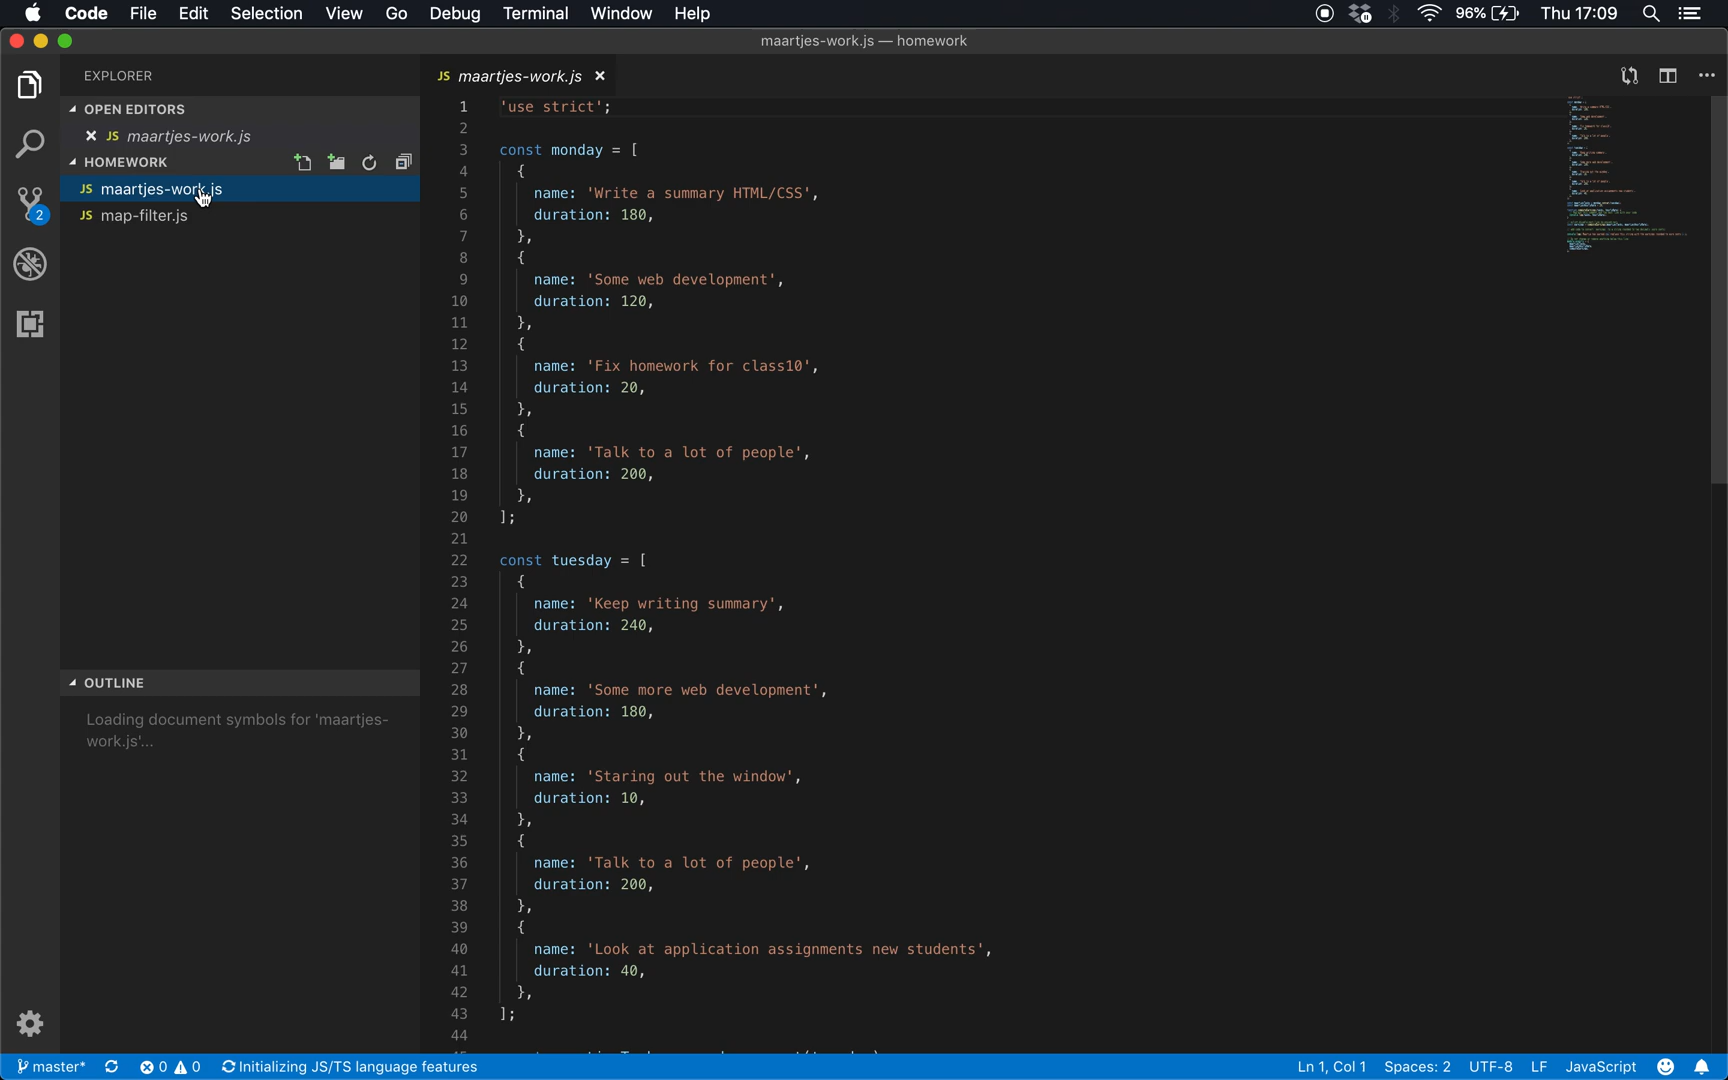 Code File Edit Selection View Go Debug Terminal Window Help 96% Thu 17:09
maartjes-work.js — homework
EXPLORER
OPEN EDITORS
JS maartjes-work.js
HOMEWORK
JS maartjes-work.js
JS map-filter.js
2
OUTLINE
Loading document symbols for 'maartjes-
work.js'...
JS maartjes-work.js
1 'use strict';
2
3 const monday = [
4 {
5 name: 'Write a summary HTML/CSS',
6 duration: 180,
7 },
8 {
9 name: 'Some web development',
10 duration: 120,
11 },
12 {
13 name: 'Fix homework for class10',
14 duration: 20,
15 },
16 {
17 name: 'Talk to a lot of people',
18 duration: 200,
19 },
20 ];
21
22 const tuesday = [
23 {
24 name: 'Keep writing summary',
25 duration: 240,
26 },
27 {
28 name: 'Some more web development',
29 duration: 180,
30 },
31 {
32 name: 'Staring out the window',
33 duration: 10,
34 },
35 {
36 name: 'Talk to a lot of people',
37 duration: 200,
38 },
39 {
40 name: 'Look at application assignments new students',
41 duration: 40,
42 },
43 ];
44
master* 0 0 Initializing JS/TS language features Ln 1, Col 1 Spaces: 2 UTF-8 LF JavaScript